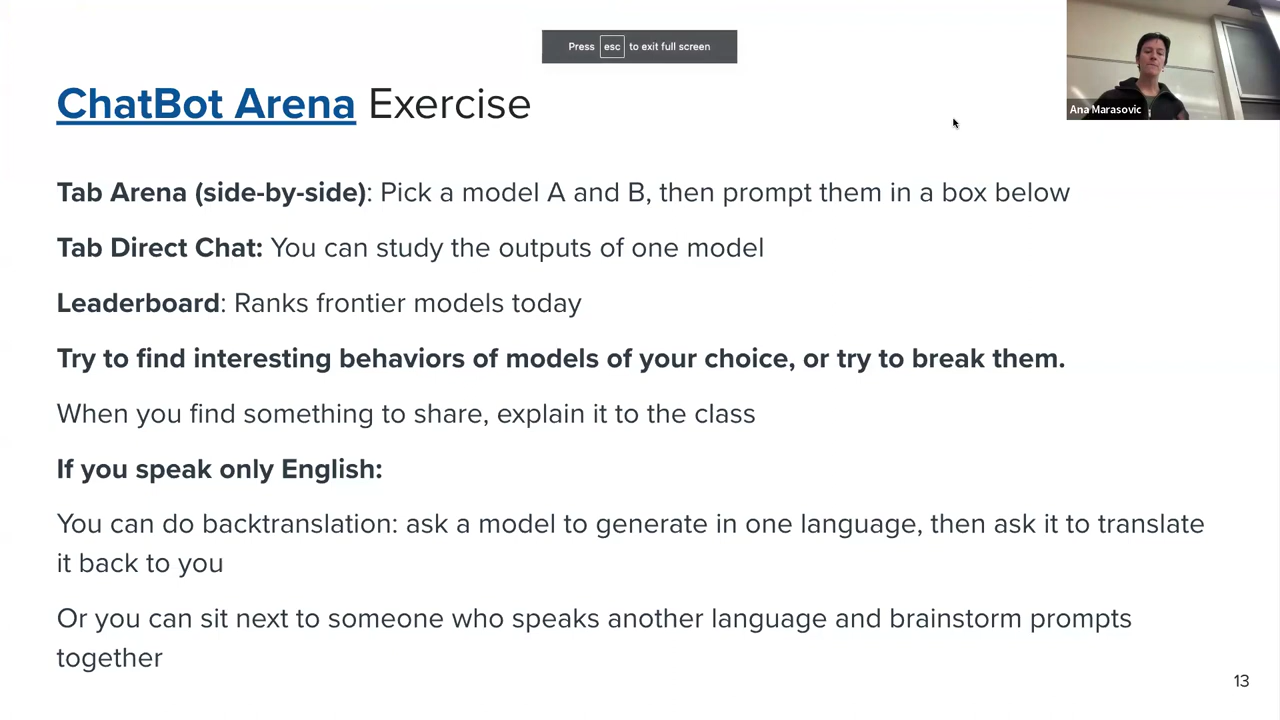 Press esc to exit full screen
Ana Marasovic
ChatBot Arena Exercise
Tab Arena (side-by-side): Pick a model A and B, then prompt them in a box below
Tab Direct Chat: You can study the outputs of one model
Leaderboard: Ranks frontier models today
Try to find interesting behaviors of models of your choice, or try to break them.
When you find something to share, explain it to the class
If you speak only English:
You can do backtranslation: ask a model to generate in one language, then ask it to translate
it back to you
Or you can sit next to someone who speaks another language and brainstorm prompts
together
13